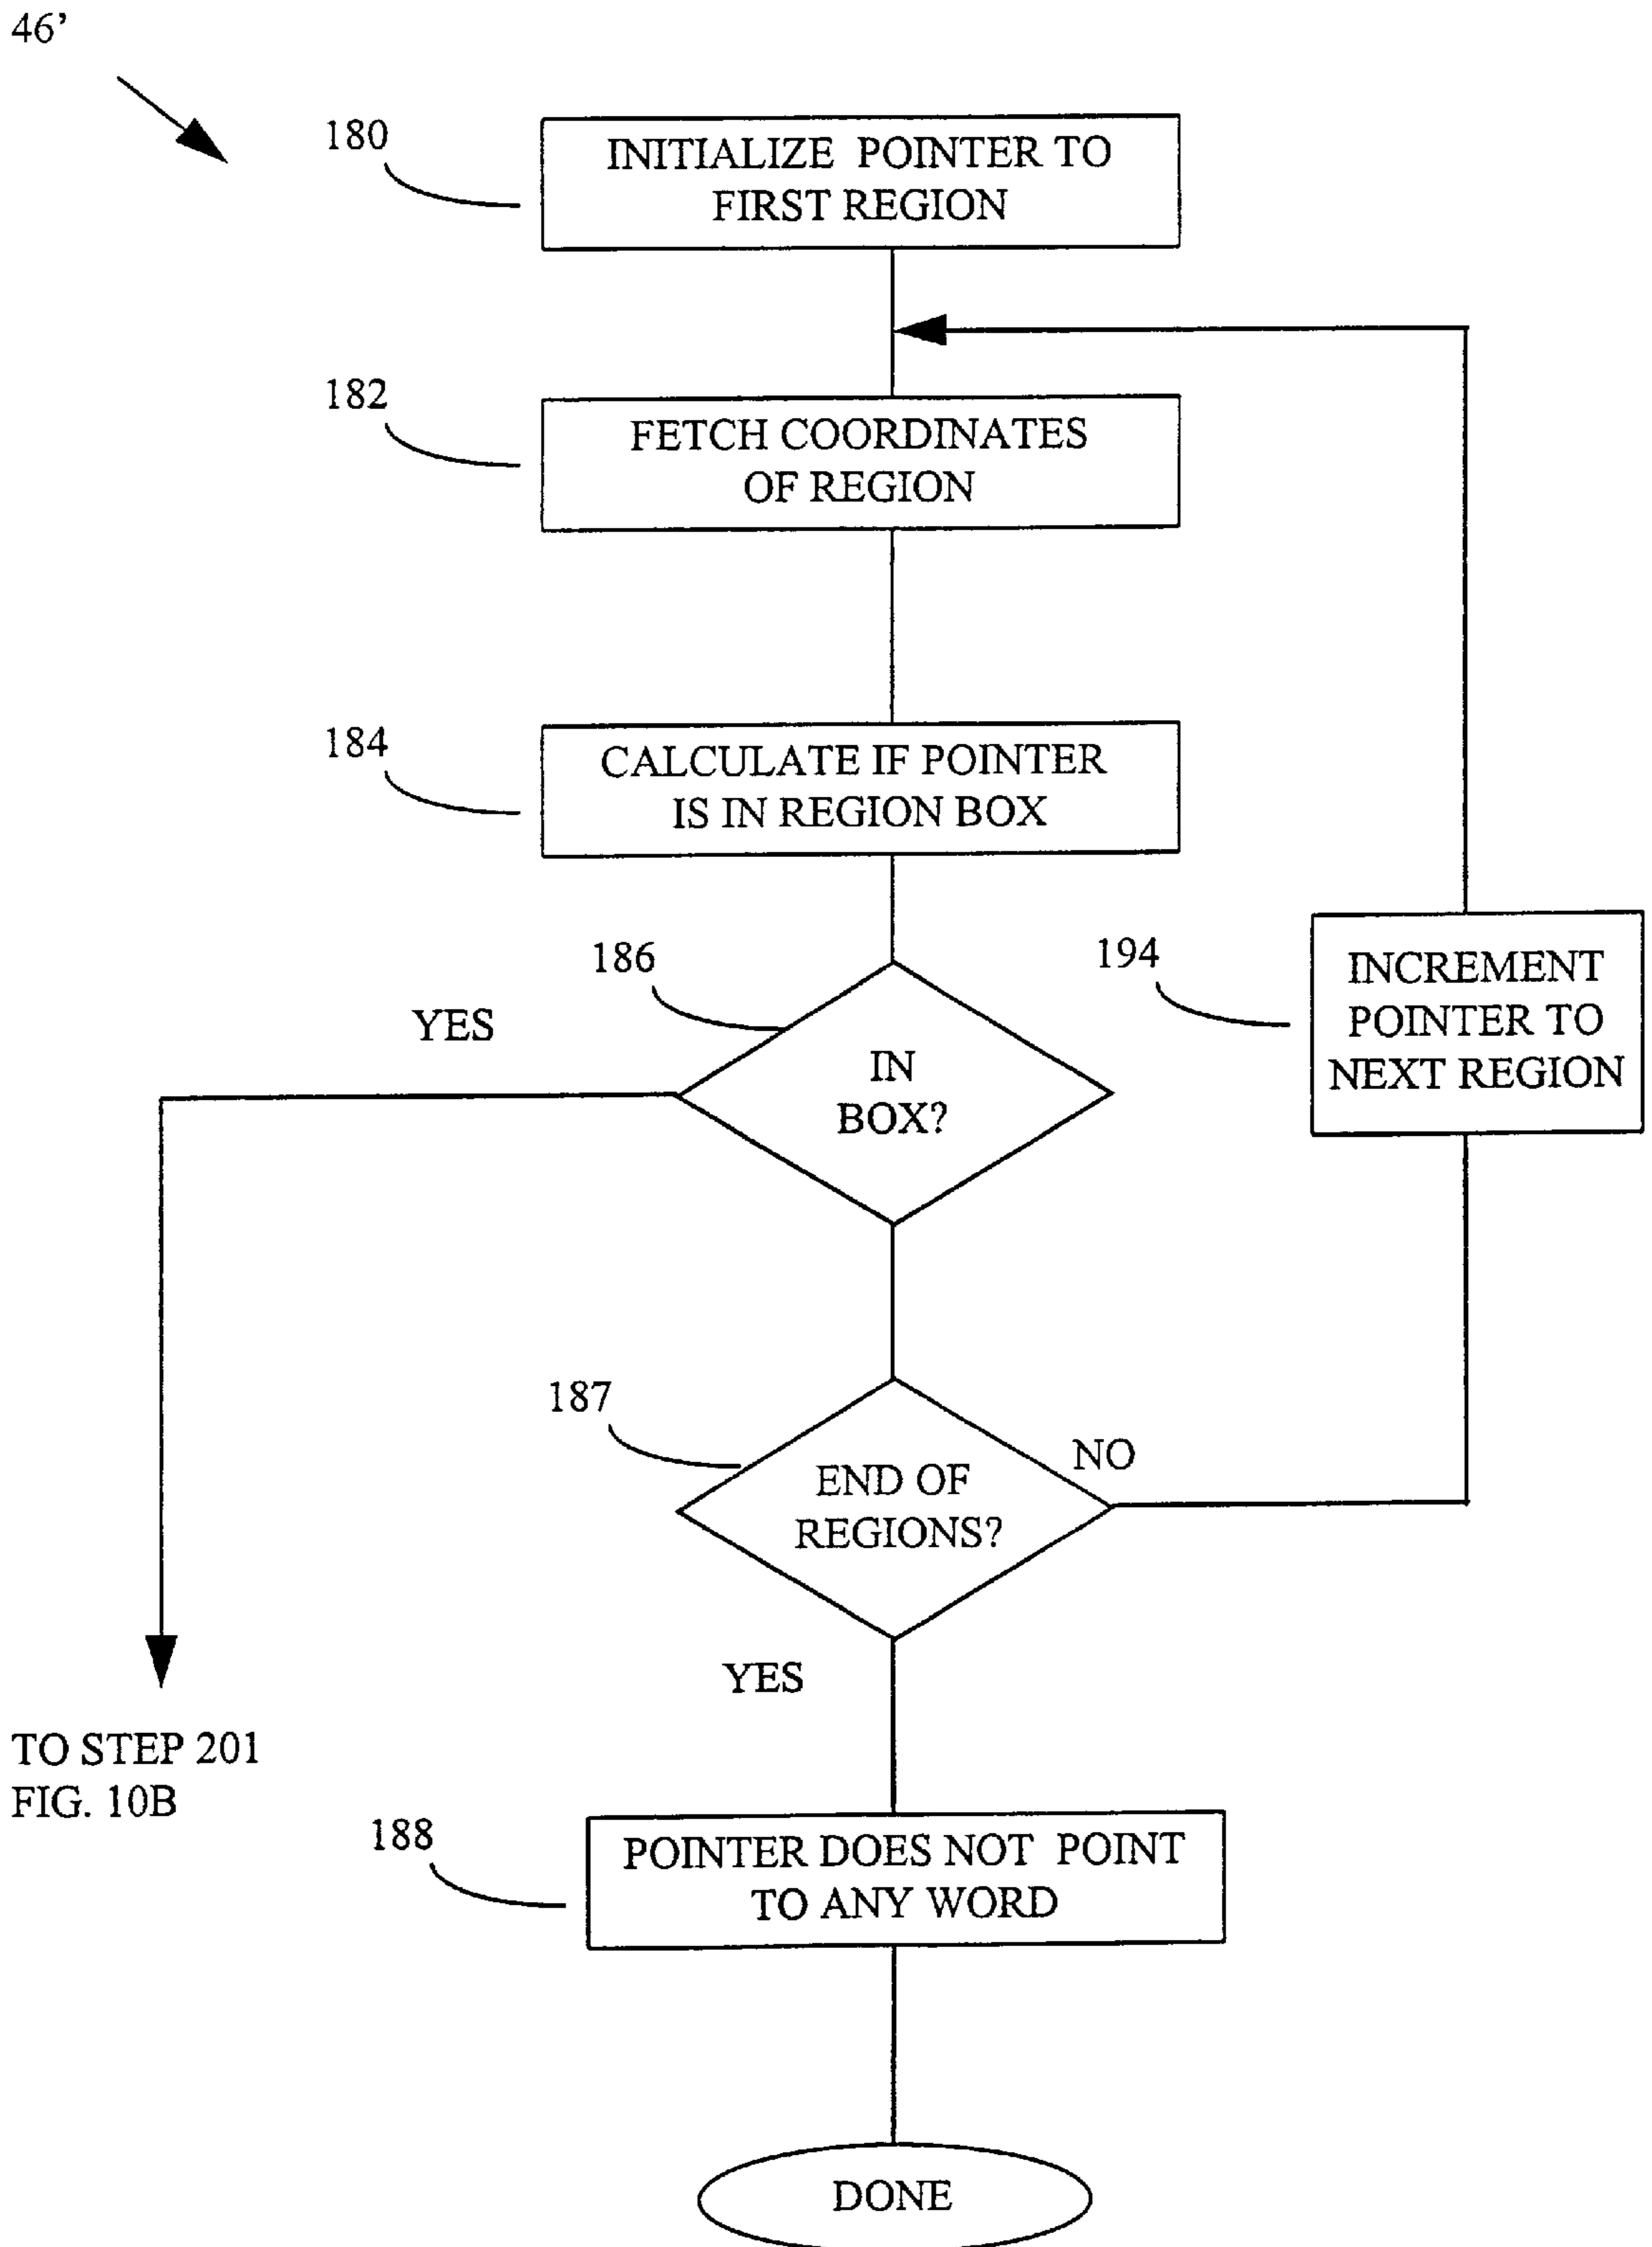 46’
180
INITIALIZE POINTER TO
FIRST REGION
182
FETCH COORDINATES
OF REGION
184
CALCULATE IF POINTER
IS IN REGION BOX
186
194
INCREMENT
POINTER TO
NEXT REGION
YES
IN
BOX?
187
NO
END OF
REGIONS?
YES
TO STEP 201
FIG. 10B
188
POINTER DOES NOT POINT
TO ANY WORD
DONE